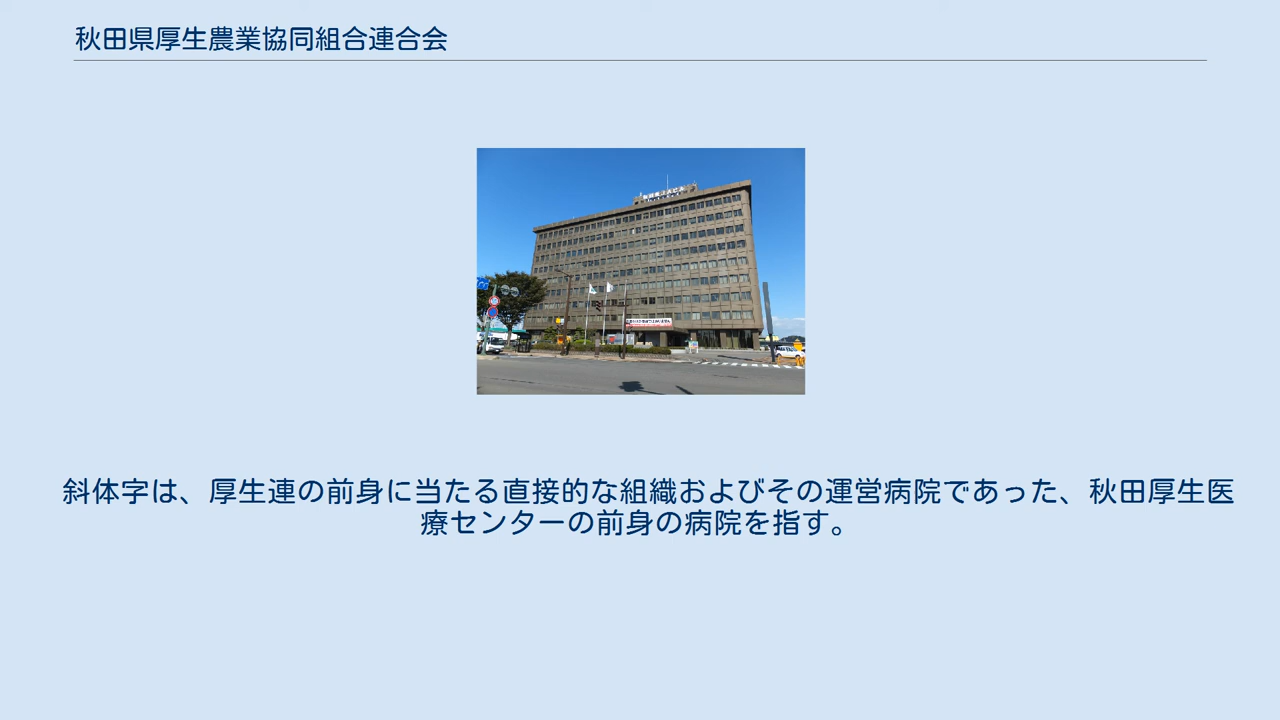 秋田県厚生農業協同組合連合会
斜体字は、厚生連の前身に当たる直接的な組織およびその運営病院であった、秋田厚生医
療センターの前身の病院を指す。